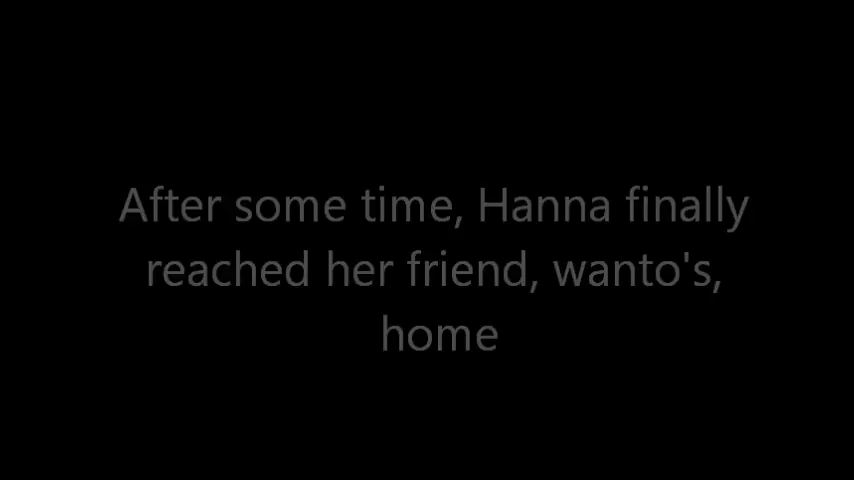 After some time, Hanna finally
reached her friend, wanto's,
home